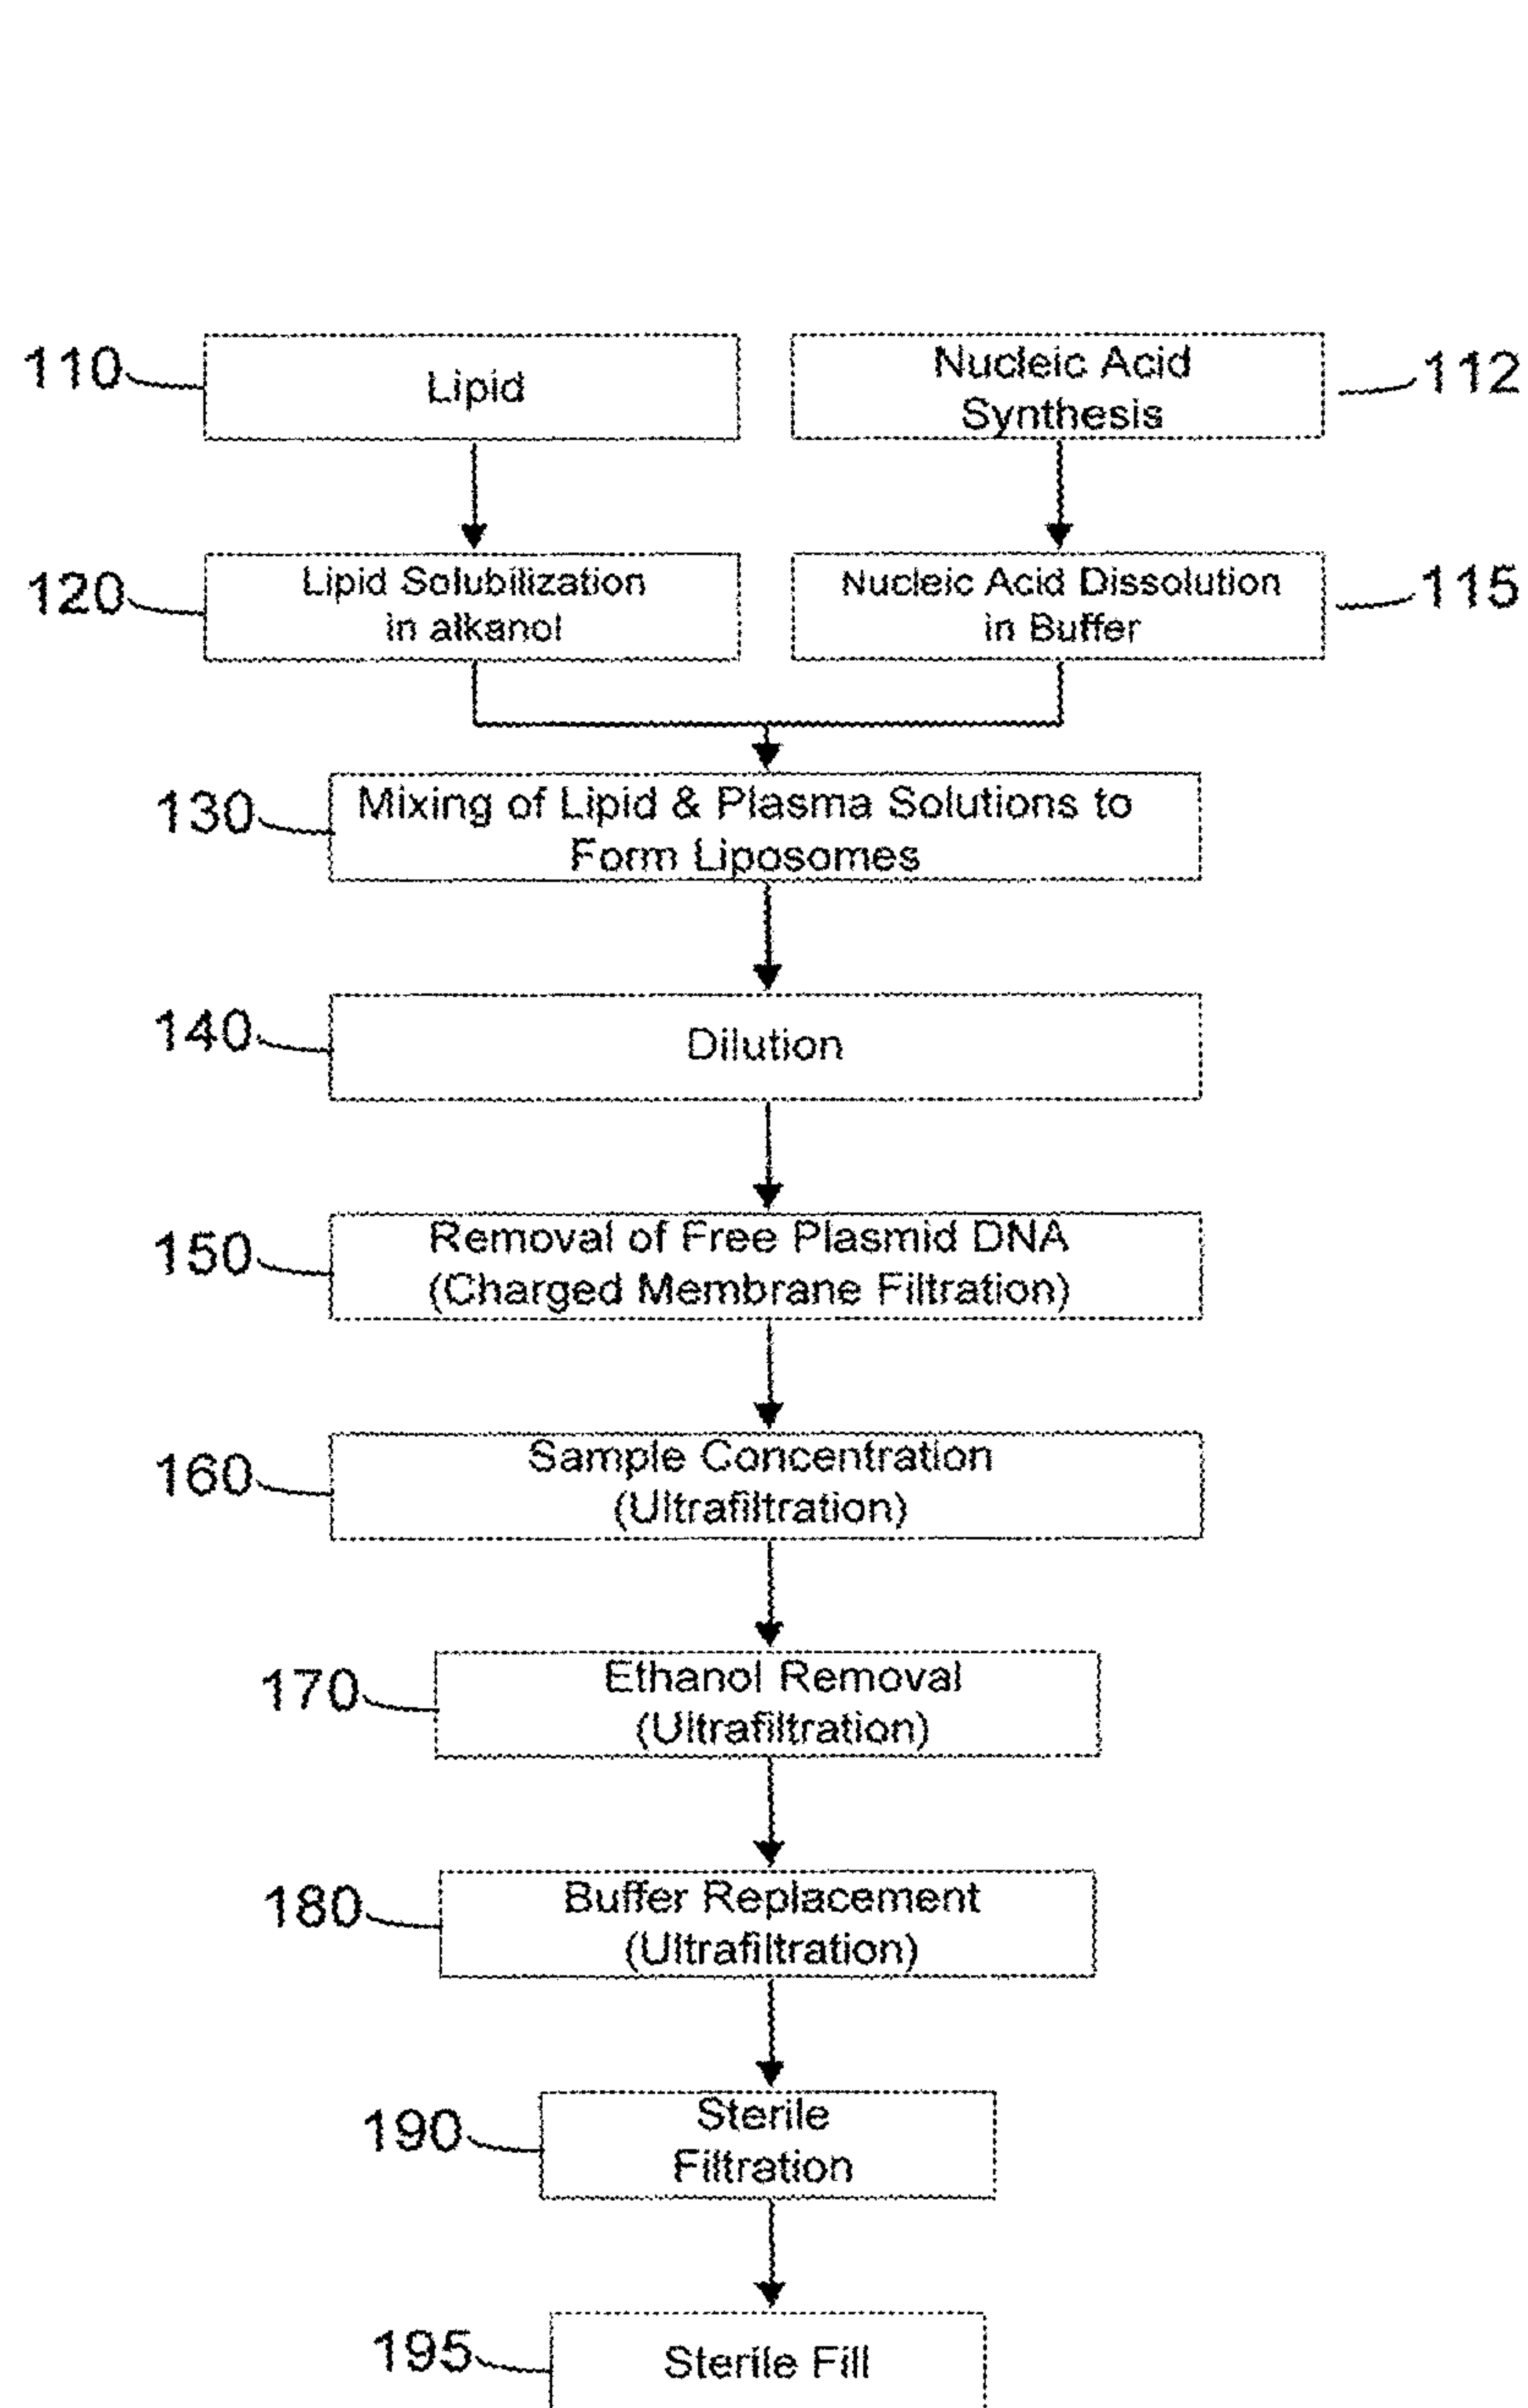 110
Lipid
Nucleic Acid
Synthesis
112
120
Lipid Solubilization
in alkanol
Nucleic Acid Dissolution
in Buffer
115
130
Mixing of Lipid & Plasma Solutions to
Form Liposomes
140
Dilution
150
Removal of Free Plasmid DNA
(Charged Membrane Filtration)
160
Sample Concentration
(Ultrafiltration)
170
Ethanol Removal
(Ultrafiltration)
180
Buffer Replacement
(Ultrafiltration)
190
Sterile
Filtration
195
Sterile Fill